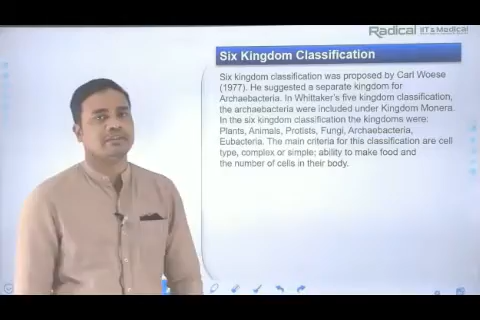 Radical IIT's & Medical
Six Kingdom Classification
Six kingdom classification was proposed by Carl Woese
(1977). He suggested a separate kingdom for
Archaebacteria. In Whittaker's five kingdom classification,
the archaebacteria were included under Kingdom Monera.
In the six kingdom classification the kingdoms were:
Plants, Animals, Protists, Fungi, Archaebacteria,
Eubacteria. The main criteria for this classification are cell
type, complex or simple; ability to make food and
the number of cells in their body.